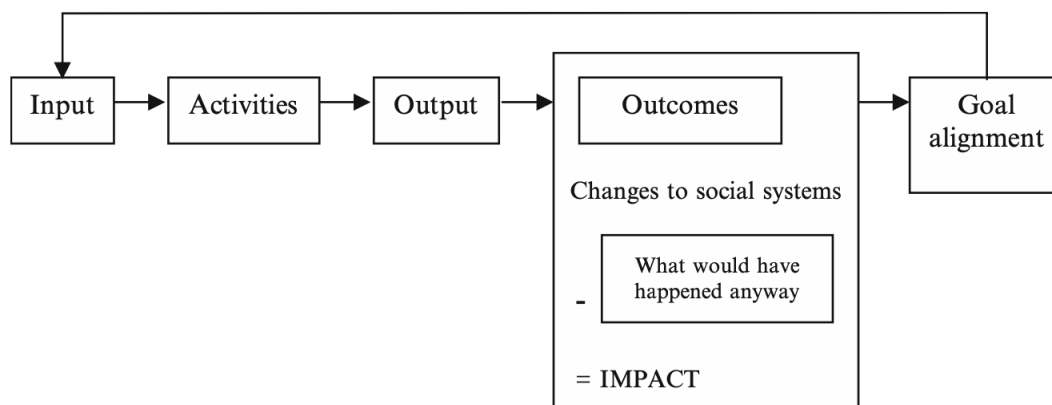 Input
Activities
Output
Outcomes
Changes to social systems
What would have
happened anyway
-
= IMPACT
Goal
alignment